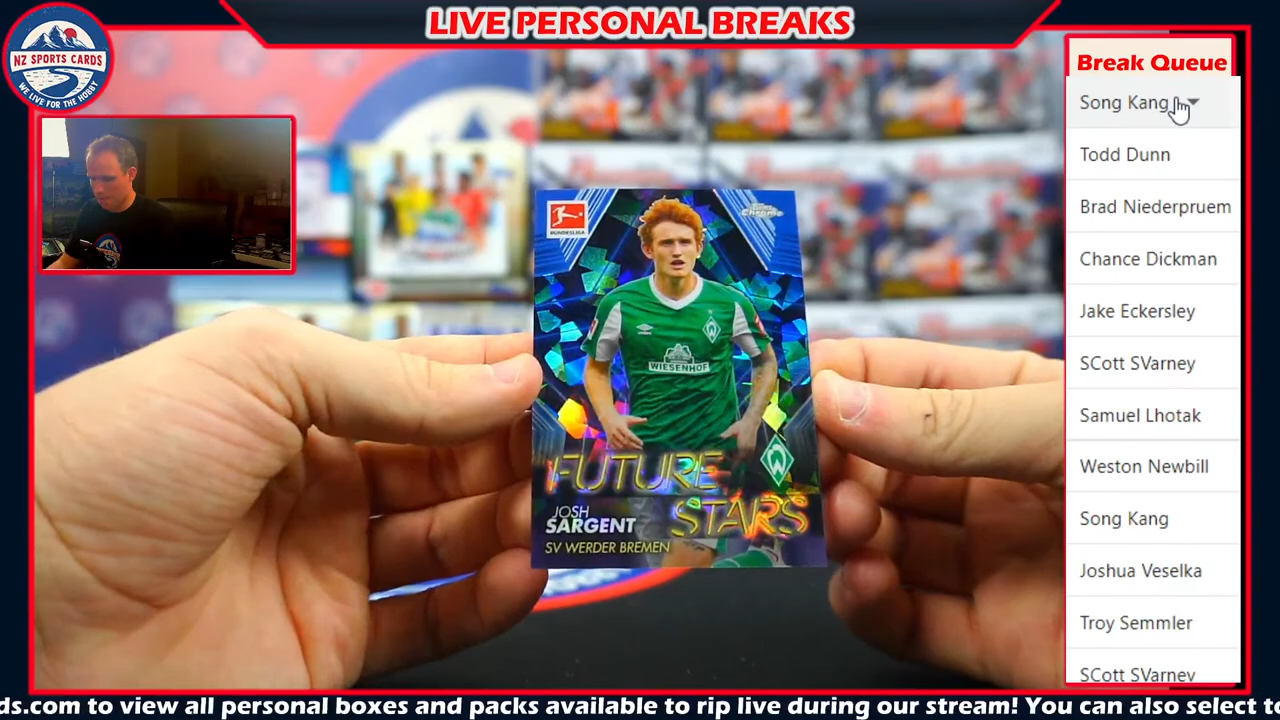 LIVE PERSONAL BREAKS
NZ SPORTS CARDS
WE LIVE FOR THE HOBBY
Break Queue
Song Kang
Todd Dunn
Brad Niederpruem
Chance Dickman
Jake Eckersley
SCott SVarney
Samuel Lhotak
Weston Newbill
Song Kang
Joshua Veselka
Troy Semmler
SCott SVarney
BUNDESLIGA
Topps
Chrome
WIESENHOF
FUTURE
STARS
JOSH
SARGENT
SV WERDER BREMEN
ds.com to view all personal boxes and packs available to rip live during our stream! You can also select to